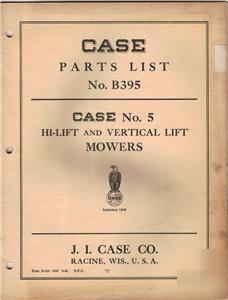 CASE
PARTS LIST
No. B395
CASE No. 5
HI-LIFT AND VERTICAL LIFT
MOWERS
CASE
Established 1842
J. I. CASE CO.
RACINE, WIS., U. S. A.